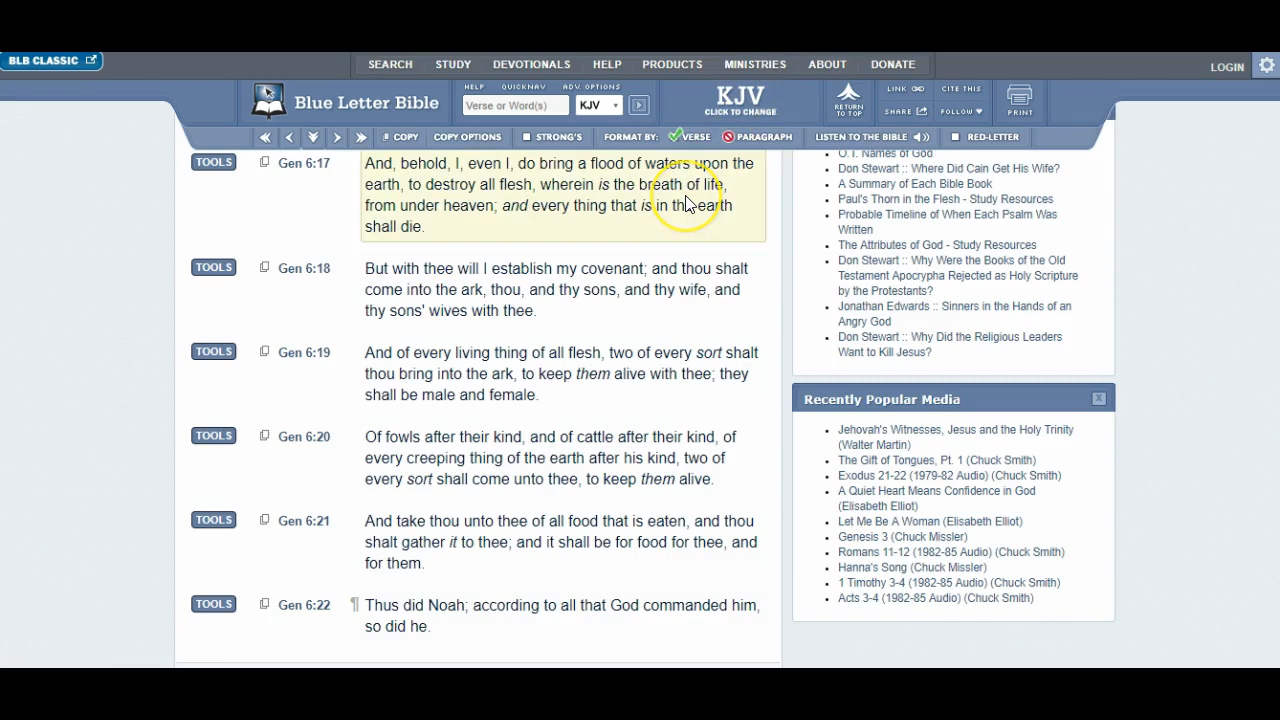 BLB CLASSIC
SEARCH STUDY DEVOTIONALS HELP PRODUCTS MINISTRIES ABOUT DONATE
LOGIN
Blue Letter Bible
HELP QUICKNAV ADV. OPTIONS
Verse or Word(s) KJV
KJV
CLICK TO CHANGE
RETURN
TO TOP
LINK CITE THIS
SHARE FOLLOW
PRINT
COPY COPY OPTIONS STRONG'S FORMAT BY: VERSE PARAGRAPH LISTEN TO THE BIBLE RED-LETTER
TOOLS Gen 6:17 And, behold, I, even I, do bring a flood of waters upon the
earth, to destroy all flesh, wherein is the breath of life,
from under heaven; and every thing that is in the earth
shall die.
TOOLS Gen 6:18 But with thee will I establish my covenant; and thou shalt
come into the ark, thou, and thy sons, and thy wife, and
thy sons' wives with thee.
TOOLS Gen 6:19 And of every living thing of all flesh, two of every sort shalt
thou bring into the ark, to keep them alive with thee; they
shall be male and female.
TOOLS Gen 6:20 Of fowls after their kind, and of cattle after their kind, of
every creeping thing of the earth after his kind, two of
every sort shall come unto thee, to keep them alive.
TOOLS Gen 6:21 And take thou unto thee of all food that is eaten, and thou
shalt gather it to thee; and it shall be for food for thee, and
for them.
TOOLS Gen 6:22 ¶ Thus did Noah; according to all that God commanded him,
so did he.
O.T. Names of God
Don Stewart :: Where Did Cain Get His Wife?
A Summary of Each Bible Book
Paul's Thorn in the Flesh - Study Resources
Probable Timeline of When Each Psalm Was
Written
The Attributes of God - Study Resources
Don Stewart :: Why Were the Books of the Old
Testament Apocrypha Rejected as Holy Scripture
by the Protestants?
Jonathan Edwards :: Sinners in the Hands of an
Angry God
Don Stewart :: Why Did the Religious Leaders
Want to Kill Jesus?
Recently Popular Media X
Jehovah's Witnesses, Jesus and the Holy Trinity
(Walter Martin)
The Gift of Tongues, Pt. 1 (Chuck Smith)
Exodus 21-22 (1979-82 Audio) (Chuck Smith)
A Quiet Heart Means Confidence in God
(Elisabeth Elliot)
Let Me Be A Woman (Elisabeth Elliot)
Genesis 3 (Chuck Missler)
Romans 11-12 (1982-85 Audio) (Chuck Smith)
Hanna's Song (Chuck Missler)
1 Timothy 3-4 (1982-85 Audio) (Chuck Smith)
Acts 3-4 (1982-85 Audio) (Chuck Smith)